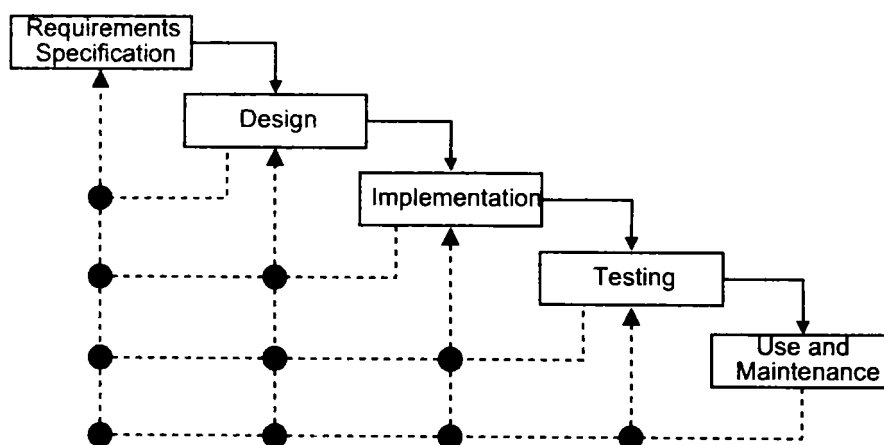 Requirements
Specification
Design
Implementation
Testing
Use and
Maintenance